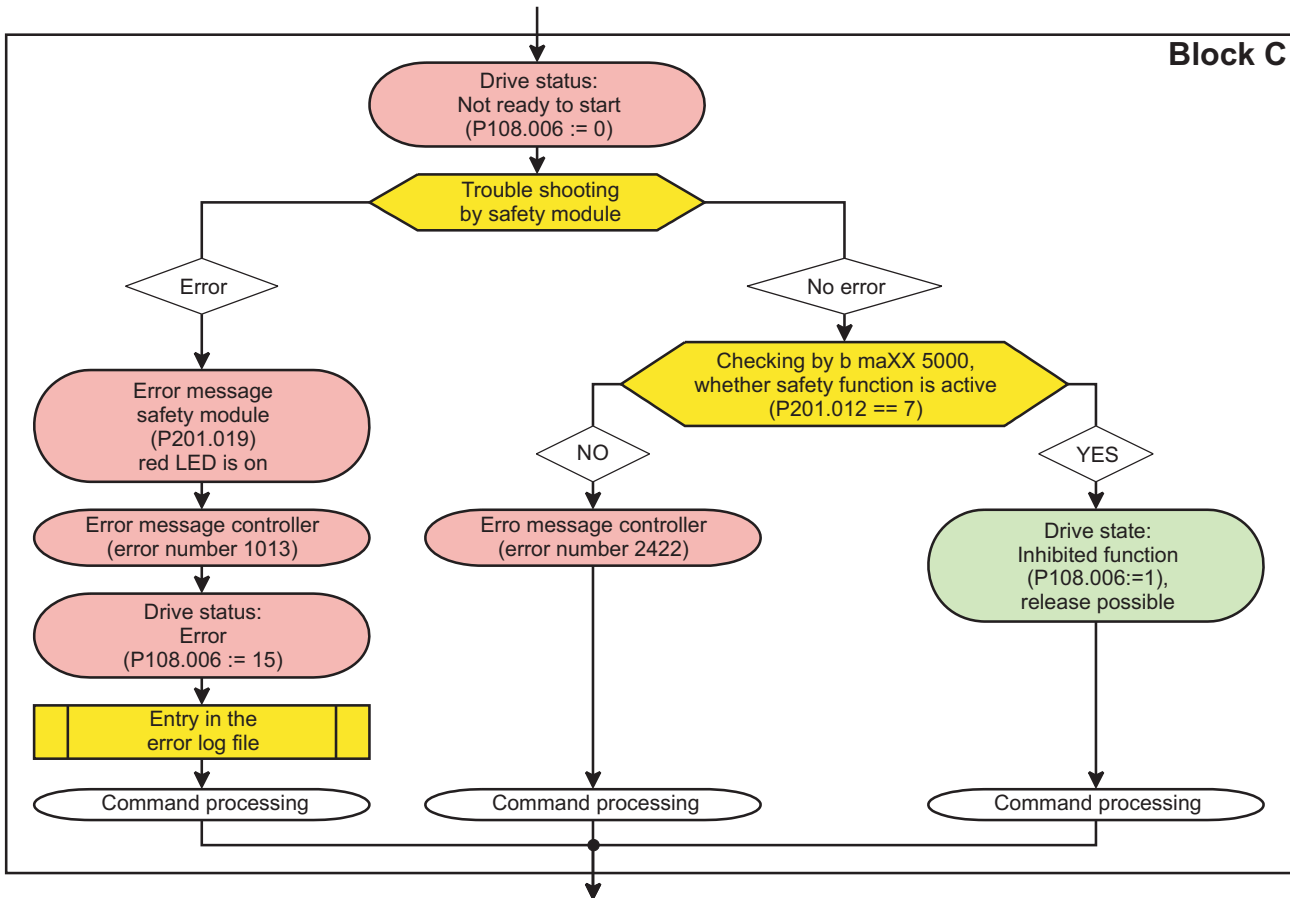 Block C
Drive status:
Not ready to start
(P108.006 := 0)
Trouble shooting
by safety module
Error
No error
Error message
safety module
(P201.019)
red LED is on
Error message controller
(error number 1013)
Drive status:
Error
(P108.006 := 15)
Entry in the
error log file
Command processing
Checking by b maXX 5000,
whether safety function is active
(P201.012 == 7)
NO
YES
Erro message controller
(error number 2422)
Command processing
Drive state:
Inhibited function
(P108.006:=1),
release possible
Command processing